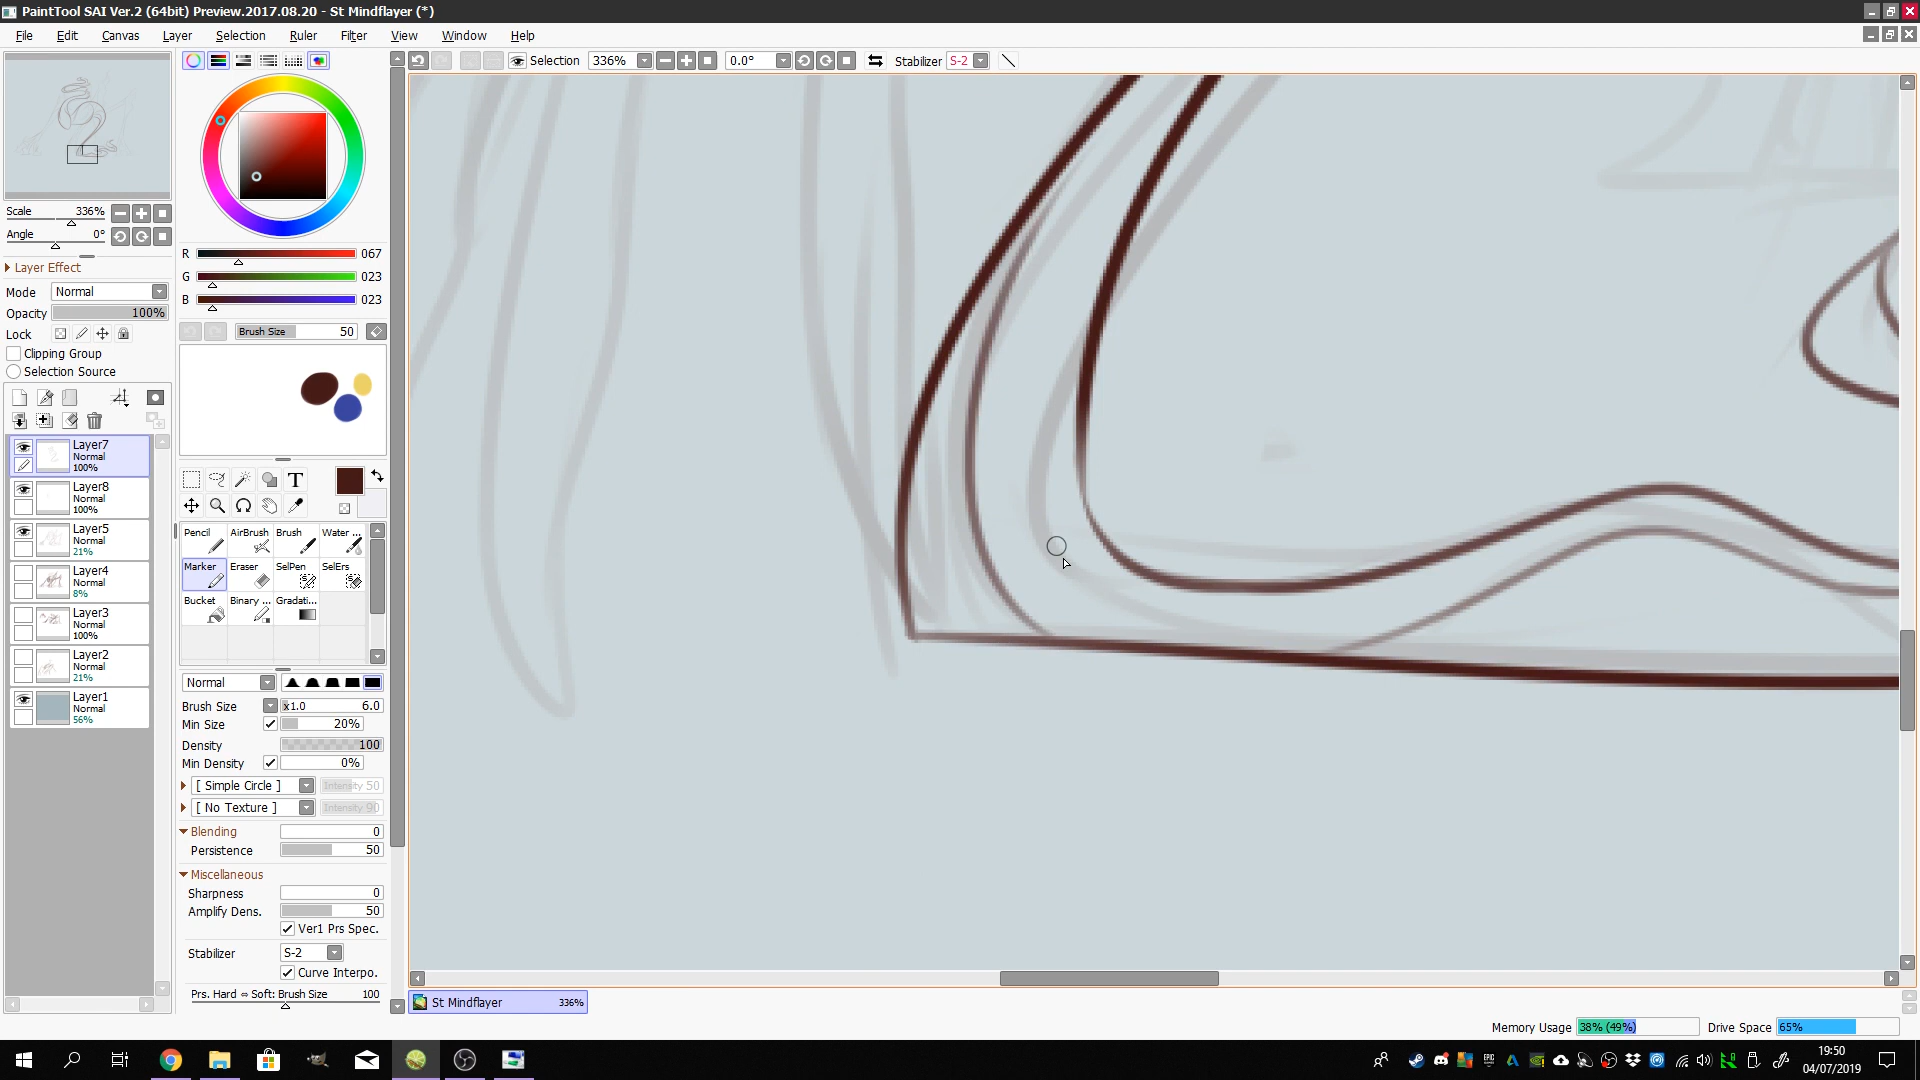 PaintTool SAI Ver.2 (64bit) Preview.2017.08.20 - St Mindflayer (*)
File Edit Canvas Layer Selection Ruler Filter View Window Help
Selection 336% 0.0° Stabilizer S-2
Scale 336%
Angle 0°
Layer Effect
Mode Normal
Opacity 100%
Lock
Clipping Group
Selection Source
Layer7
Normal
100%
Layer8
Normal
100%
Layer5
Normal
21%
Layer4
Normal
8%
Layer3
Normal
100%
Layer2
Normal
21%
Layer1
Normal
56%
R 067
G 023
B 023
Brush Size 50
T
Pencil AirBrush Brush Water ...
Marker Eraser SelPen SelErs
Bucket Binary ... Gradati...
Normal
Brush Size x1.0 6.0
Min Size 20%
Density 100
Min Density 0%
[ Simple Circle ] Intensity 50
[ No Texture ] Intensity 90
Blending 0
Persistence 50
Miscellaneous
Sharpness 0
Amplify Dens. 50
Ver1 Prs Spec.
Stabilizer S-2
Curve Interpo.
Prs. Hard ⇔ Soft: Brush Size 100
St Mindflayer 336%
Memory Usage 38% (49%) Drive Space 65%
19:50
04/07/2019